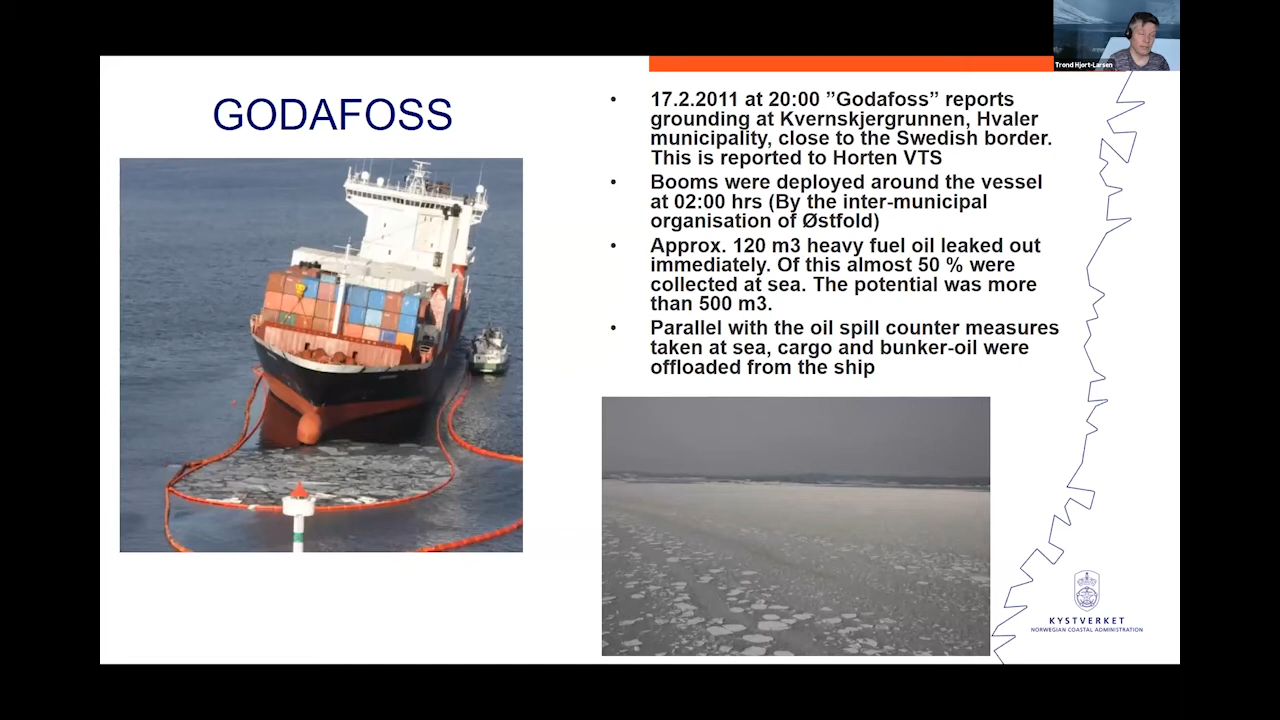 Trond Hjort-Larsen
GODAFOSS
• 17.2.2011 at 20:00 ”Godafoss” reports
grounding at Kvernskjergrunnen, Hvaler
municipality, close to the Swedish border.
This is reported to Horten VTS
• Booms were deployed around the vessel
at 02:00 hrs (By the inter-municipal
organisation of Østfold)
• Approx. 120 m3 heavy fuel oil leaked out
immediately. Of this almost 50 % were
collected at sea. The potential was more
than 500 m3.
• Parallel with the oil spill counter measures
taken at sea, cargo and bunker-oil were
offloaded from the ship
KYSTVERKET
NORWEGIAN COASTAL ADMINISTRATION